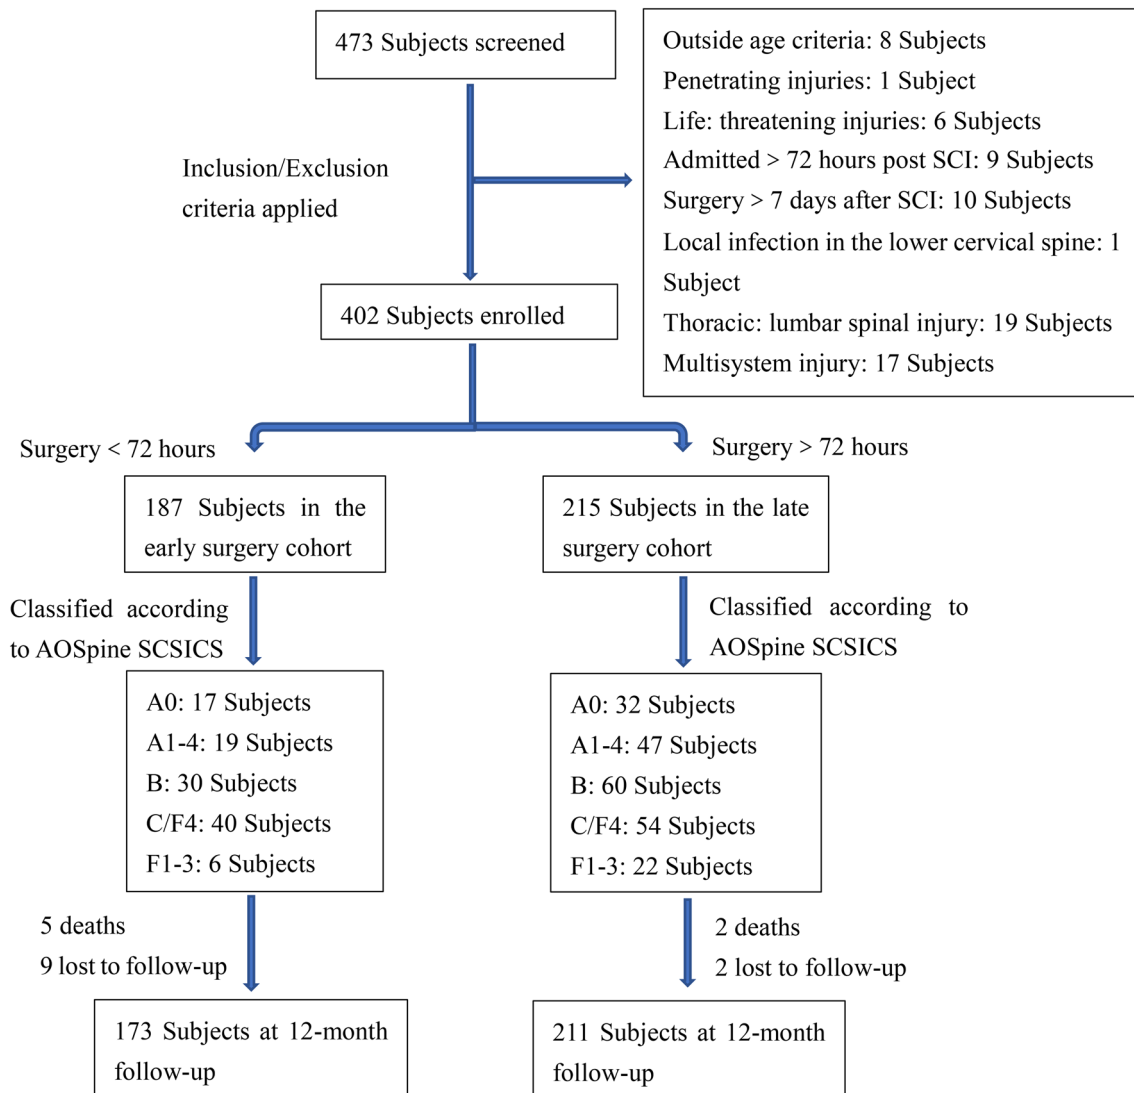 473 Subjects screened
Outside age criteria: 8 Subjects
Penetrating injuries: 1 Subject
Life: threatening injuries: 6 Subjects
Admitted > 72 hours post SCI: 9 Subjects
Surgery > 7 days after SCI: 10 Subjects
Local infection in the lower cervical spine: 1
Subject
Thoracic: lumbar spinal injury: 19 Subjects
Multisystem injury: 17 Subjects
Inclusion/Exclusion
criteria applied
402 Subjects enrolled
Surgery < 72 hours
Surgery > 72 hours
187 Subjects in the
early surgery cohort
215 Subjects in the late
surgery cohort
Classified according
to AOSpine SCSICS
Classified according to
AOSpine SCSICS
A0: 17 Subjects
A1-4: 19 Subjects
B: 30 Subjects
C/F4: 40 Subjects
F1-3: 6 Subjects
A0: 32 Subjects
A1-4: 47 Subjects
B: 60 Subjects
C/F4: 54 Subjects
F1-3: 22 Subjects
5 deaths
9 lost to follow-up
2 deaths
2 lost to follow-up
173 Subjects at 12-month
follow-up
211 Subjects at 12-month
follow-up